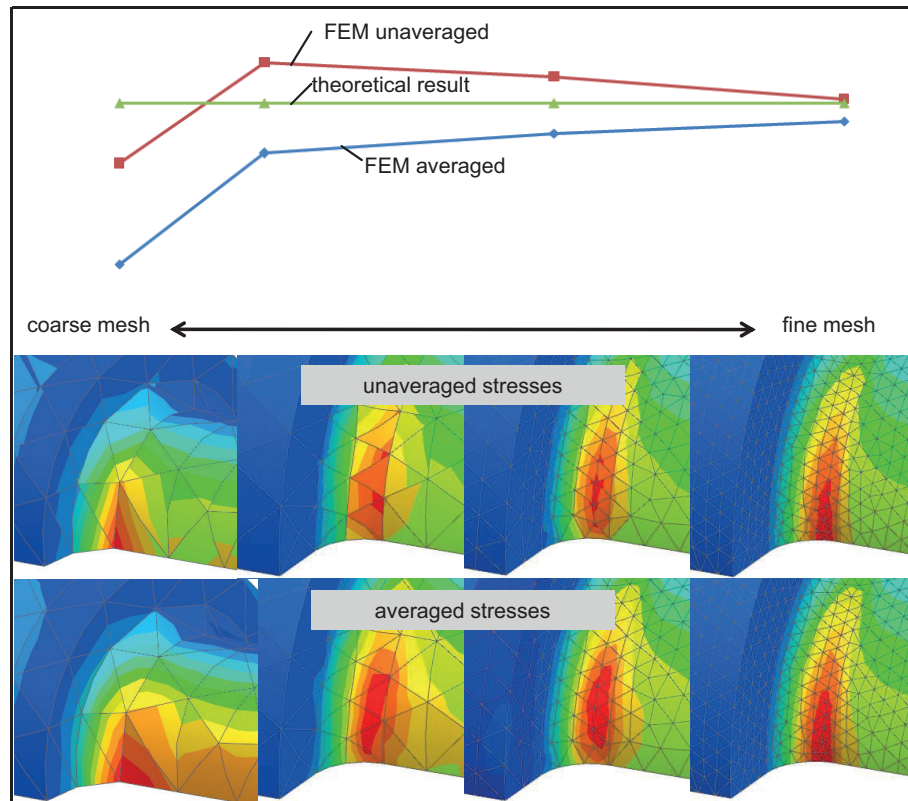 FEM unaveraged
theoretical result
FEM averaged
coarse mesh
fine mesh
unaveraged stresses
averaged stresses